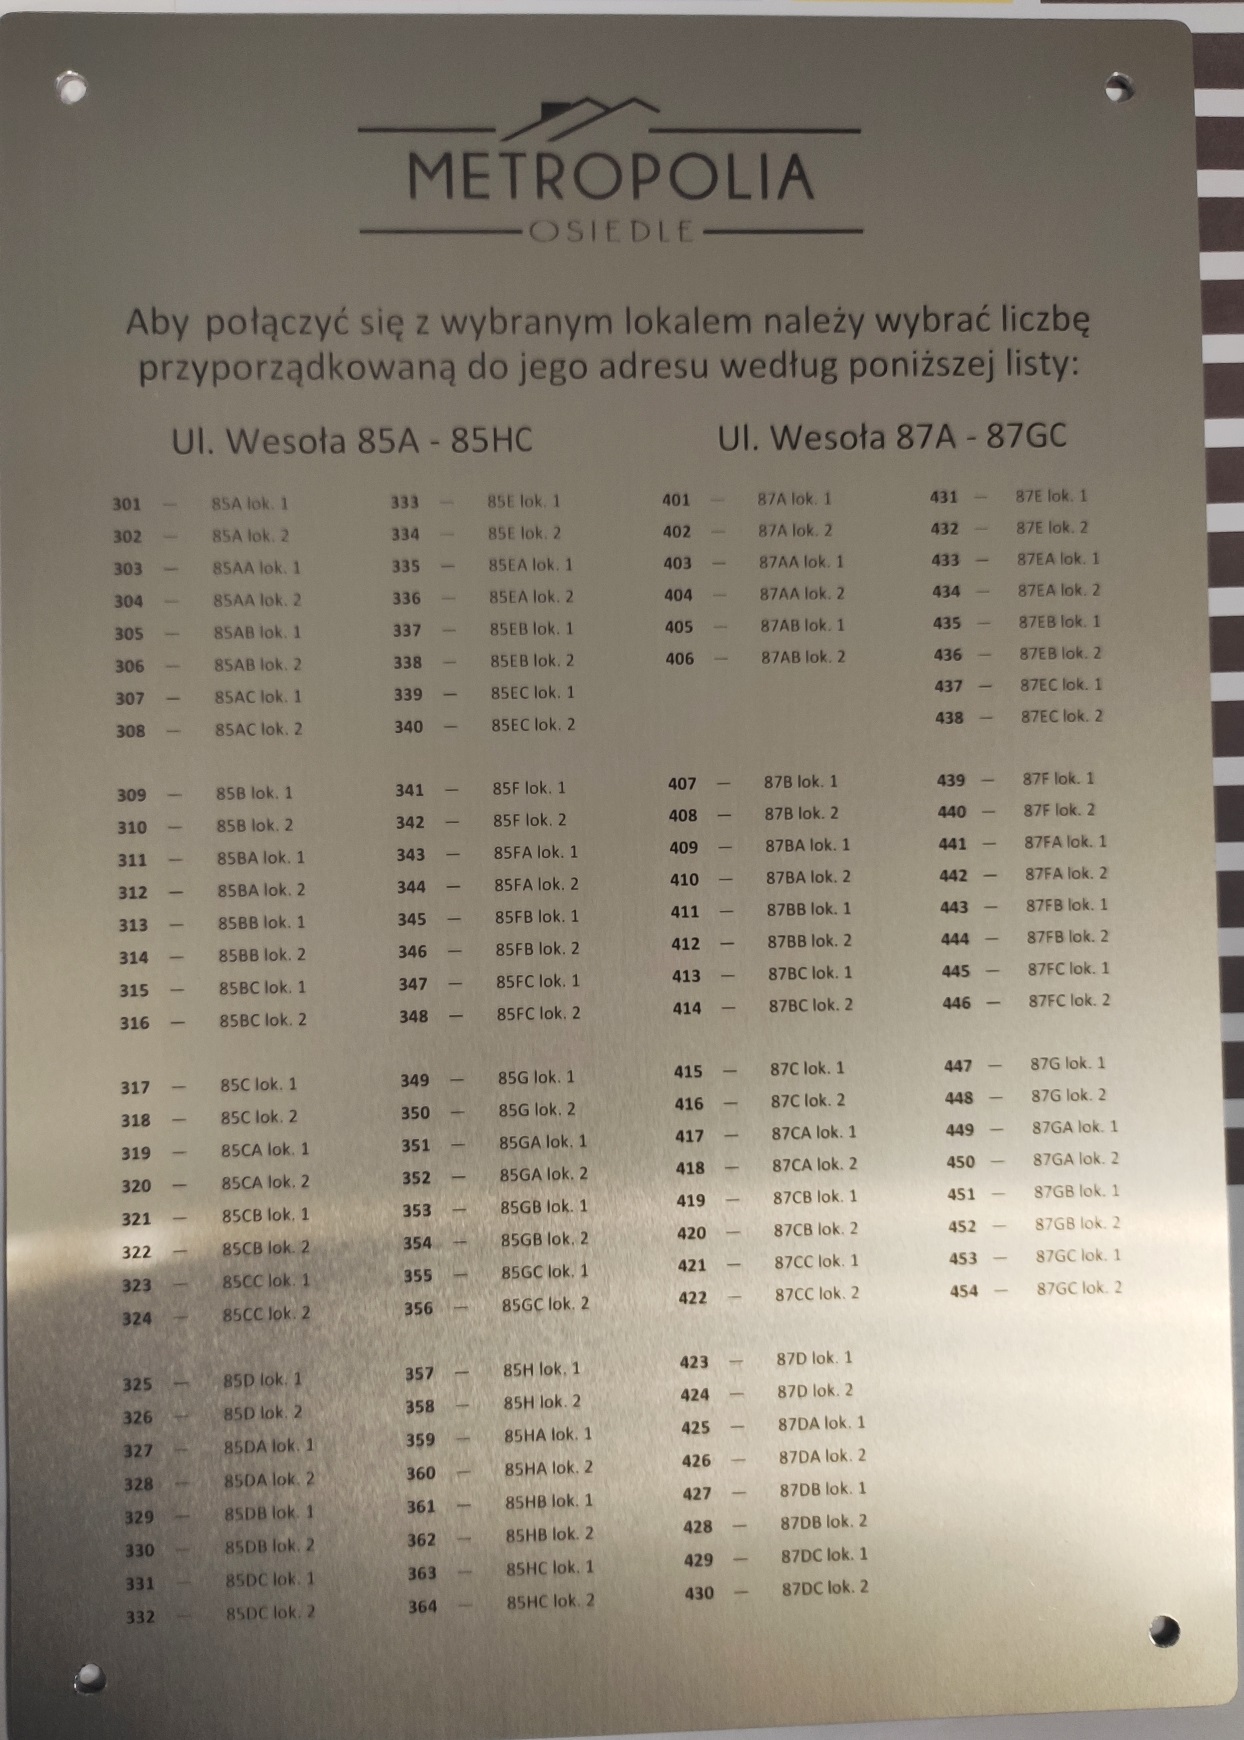 METROPOLIA
OSIEDLE
Aby połączyć się z wybranym lokalem należy wybrać liczbę
przyporządkowaną do jego adresu według poniższej listy:
Ul. Wesoła 85A - 85HC
301 — 85A lok. 1
302 — 85A lok. 2
303 — 85AA lok. 1
304 — 85AA lok. 2
305 — 85AB lok. 1
306 — 85AB lok. 2
307 — 85AC lok. 1
308 — 85AC lok. 2
309 — 85B lok. 1
310 — 85B lok. 2
311 — 85BA lok. 1
312 — 85BA lok. 2
313 — 85BB lok. 1
314 — 85BB lok. 2
315 — 85BC lok. 1
316 — 85BC lok. 2
317 — 85C lok. 1
318 — 85C lok. 2
319 — 85CA lok. 1
320 — 85CA lok. 2
321 — 85CB lok. 1
322 — 85CB lok. 2
323 — 85CC lok. 1
324 — 85CC lok. 2
325 — 85D lok. 1
326 — 85D lok. 2
327 — 85DA lok. 1
328 — 85DA lok. 2
329 — 85DB lok. 1
330 — 85DB lok. 2
331 — 85DC lok. 1
332 — 85DC lok. 2
333 — 85E lok. 1
334 — 85E lok. 2
335 — 85EA lok. 1
336 — 85EA lok. 2
337 — 85EB lok. 1
338 — 85EB lok. 2
339 — 85EC lok. 1
340 — 85EC lok. 2
341 — 85F lok. 1
342 — 85F lok. 2
343 — 85FA lok. 1
344 — 85FA lok. 2
345 — 85FB lok. 1
346 — 85FB lok. 2
347 — 85FC lok. 1
348 — 85FC lok. 2
349 — 85G lok. 1
350 — 85G lok. 2
351 — 85GA lok. 1
352 — 85GA lok. 2
353 — 85GB lok. 1
354 — 85GB lok. 2
355 — 85GC lok. 1
356 — 85GC lok. 2
357 — 85H lok. 1
358 — 85H lok. 2
359 — 85HA lok. 1
360 — 85HA lok. 2
361 — 85HB lok. 1
362 — 85HB lok. 2
363 — 85HC lok. 1
364 — 85HC lok. 2
Ul. Wesoła 87A - 87GC
401 — 87A lok. 1
402 — 87A lok. 2
403 — 87AA lok. 1
404 — 87AA lok. 2
405 — 87AB lok. 1
406 — 87AB lok. 2
407 — 87B lok. 1
408 — 87B lok. 2
409 — 87BA lok. 1
410 — 87BA lok. 2
411 — 87BB lok. 1
412 — 87BB lok. 2
413 — 87BC lok. 1
414 — 87BC lok. 2
415 — 87C lok. 1
416 — 87C lok. 2
417 — 87CA lok. 1
418 — 87CA lok. 2
419 — 87CB lok. 1
420 — 87CB lok. 2
421 — 87CC lok. 1
422 — 87CC lok. 2
423 — 87D lok. 1
424 — 87D lok. 2
425 — 87DA lok. 1
426 — 87DA lok. 2
427 — 87DB lok. 1
428 — 87DB lok. 2
429 — 87DC lok. 1
430 — 87DC lok. 2
431 — 87E lok. 1
432 — 87E lok. 2
433 — 87EA lok. 1
434 — 87EA lok. 2
435 — 87EB lok. 1
436 — 87EB lok. 2
437 — 87EC lok. 1
438 — 87EC lok. 2
439 — 87F lok. 1
440 — 87F lok. 2
441 — 87FA lok. 1
442 — 87FA lok. 2
443 — 87FB lok. 1
444 — 87FB lok. 2
445 — 87FC lok. 1
446 — 87FC lok. 2
447 — 87G lok. 1
448 — 87G lok. 2
449 — 87GA lok. 1
450 — 87GA lok. 2
451 — 87GB lok. 1
452 — 87GB lok. 2
453 — 87GC lok. 1
454 — 87GC lok. 2